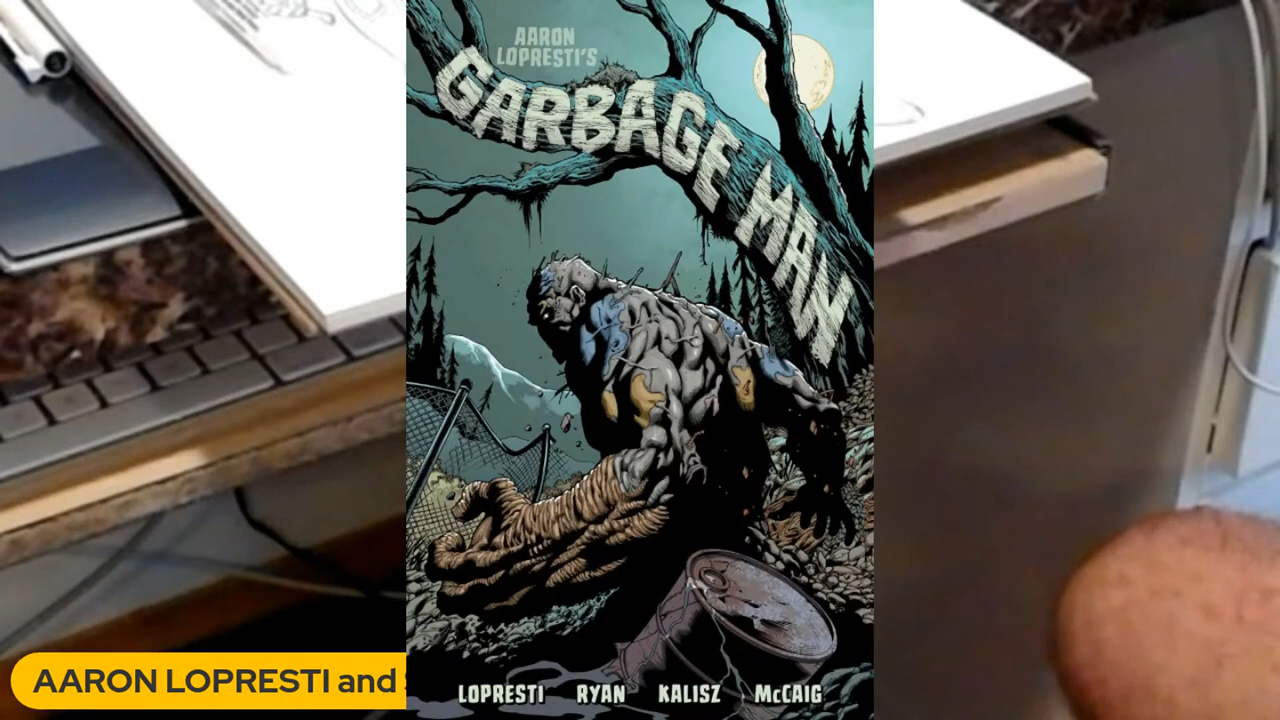 AARON
LOPRESTI'S
GARBAGE MAN
AARON LOPRESTI and
LOPRESTI RYAN KALISZ McCAIG